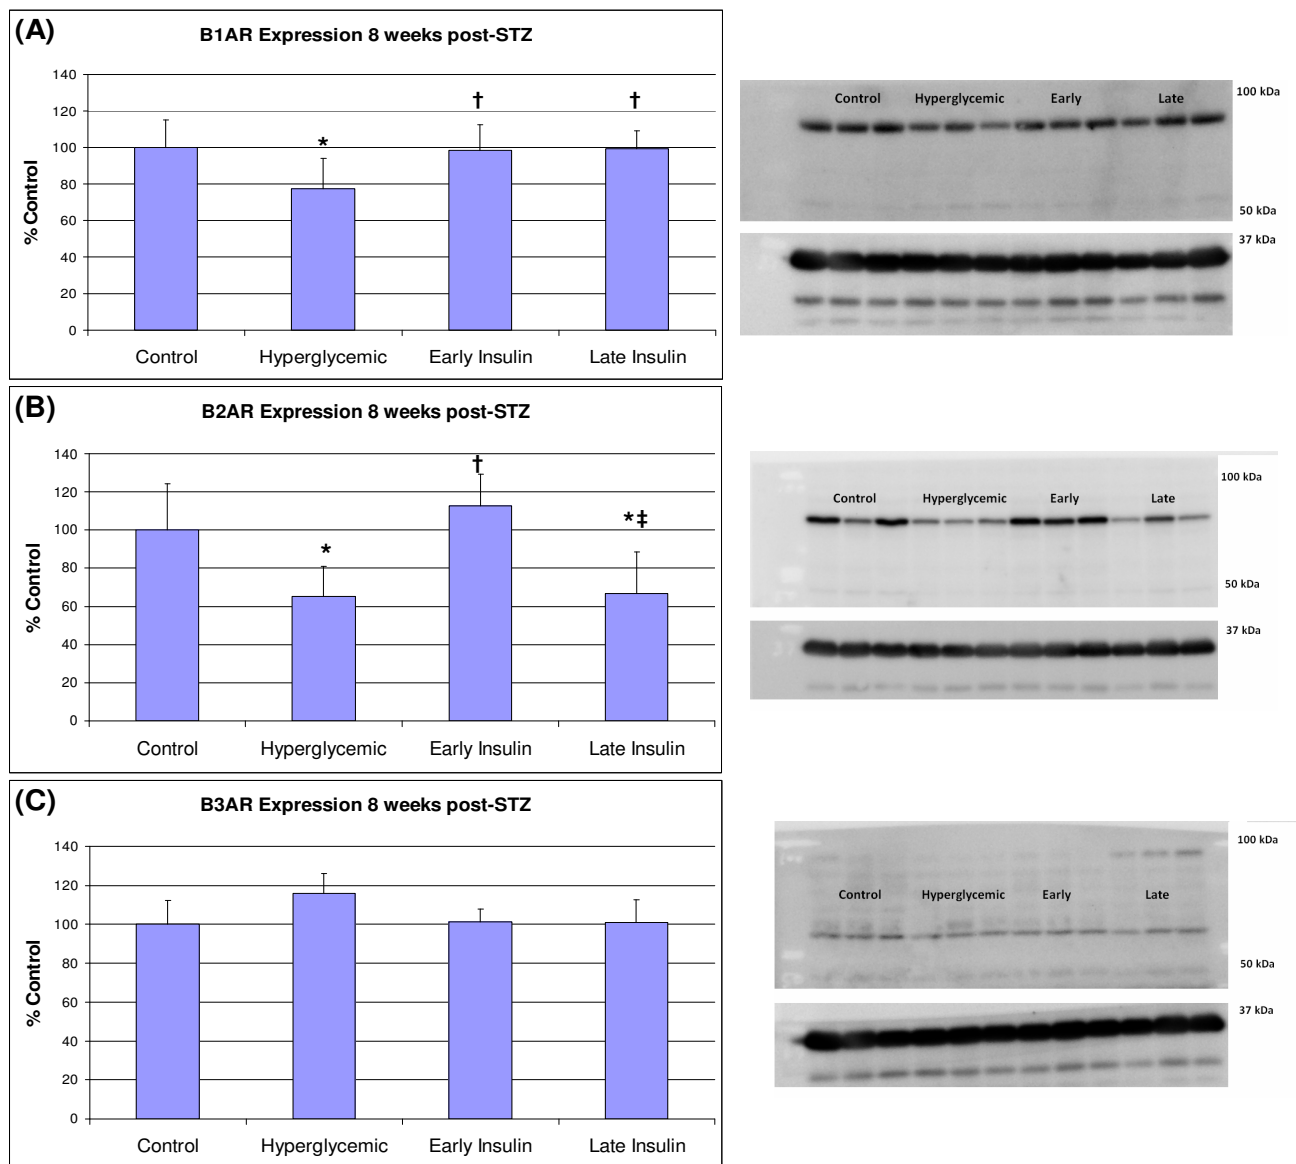 (A)
B1AR Expression 8 weeks post-STZ
% Control
140
120
100
80
60
40
20
0
†
†
*
Control Hyperglycemic Early Insulin Late Insulin
Control Hyperglycemic Early Late
100 kDa
50 kDa
37 kDa
(B)
B2AR Expression 8 weeks post-STZ
% Control
140
120
100
80
60
40
20
0
†
*‡
*
Control Hyperglycemic Early Insulin Late Insulin
100 kDa
Control Hyperglycemic Early Late
50 kDa
37 kDa
(C)
B3AR Expression 8 weeks post-STZ
% Control
140
120
100
80
60
40
20
0
Control Hyperglycemic Early Insulin Late Insulin
100 kDa
Control Hyperglycemic Early Late
50 kDa
37 kDa